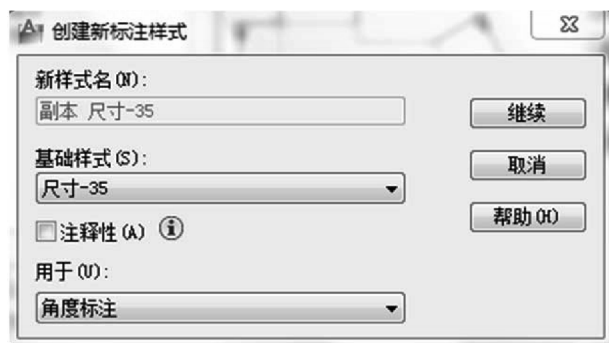 创建新标注样式
新样式名(N):
副本 尺寸-35
继续
基础样式(S):
尺寸-35
取消
注释性(A)
帮助(H)
用于(U):
角度标注